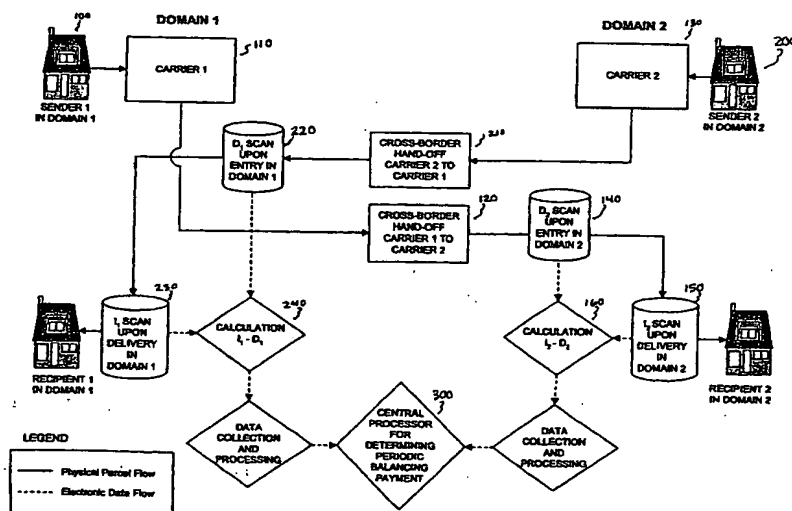 DOMAIN 1
DOMAIN 2
100
110
130
200
CARRIER 1
CARRIER 2
SENDER 1
IN DOMAIN 1
SENDER 2
IN DOMAIN 2
220
210
D₁ SCAN
UPON
ENTRY IN
DOMAIN 1
CROSS-BORDER
HAND-OFF
CARRIER 2 TO
CARRIER 1
120
140
CROSS-BORDER
HAND-OFF
CARRIER 1 TO
CARRIER 2
D₂ SCAN
UPON
ENTRY IN
DOMAIN 2
230
240
160
150
I₁ SCAN
UPON
DELIVERY IN
DOMAIN 1
CALCULATION
I₁ - D₁
CALCULATION
I₂ - D₂
I₂ SCAN
UPON
DELIVERY IN
DOMAIN 2
RECIPIENT 1
IN DOMAIN 1
RECIPIENT 2
IN DOMAIN 2
300
DATA
COLLECTION
AND
PROCESSING
CENTRAL
PROCESSOR
FOR
DETERMINING
PERIODIC
BALANCING
PAYMENT
DATA
COLLECTION
AND
PROCESSING
LEGEND
Physical Parcel Flow
Electronic Data Flow